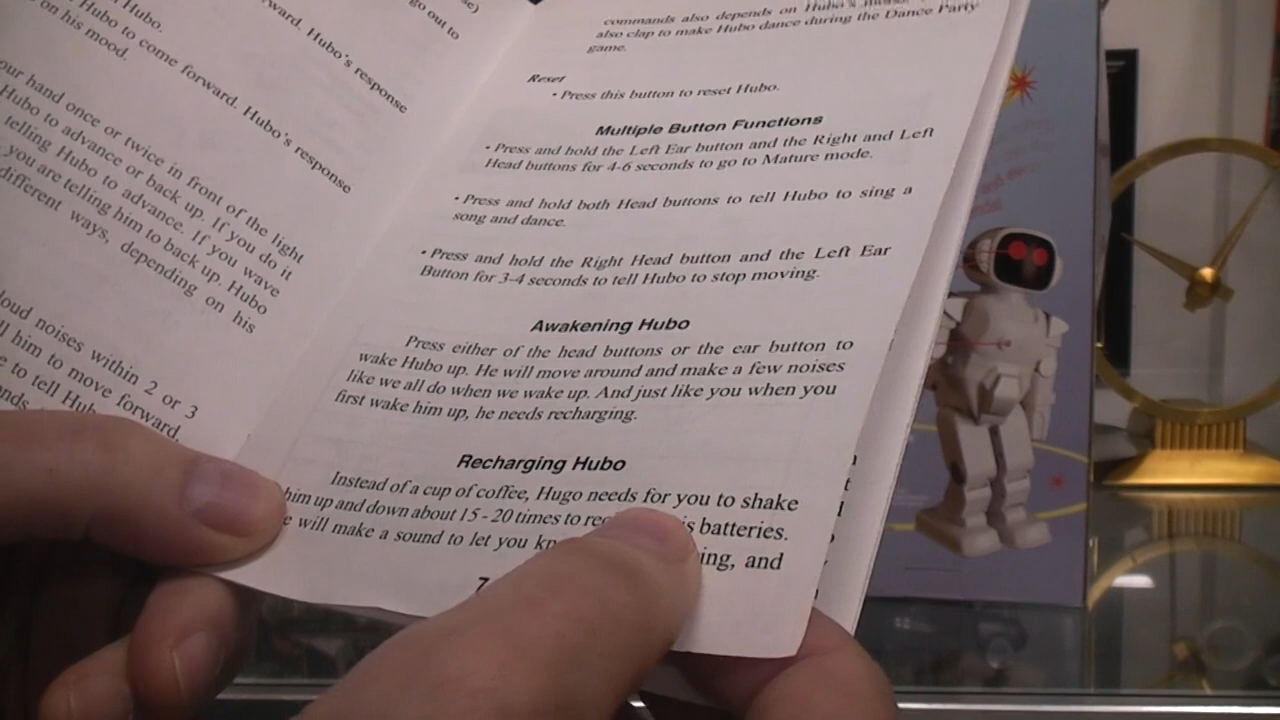 Hubo.
Hubo to come forward. Hubo's response
on his mood.
go out to
ward. Hubo's response
our hand once or twice in front of the light
Hubo to advance or back up. If you do it
telling Hubo to advance. If you wave
you are telling him to back up. Hubo
different ways, depending on his
loud noises within 2 or 3
him to move forward.
to tell
commands also depends on Hubo's
also clap to make Hubo dance during the Dance Party
game.
Reset
• Press this button to reset Hubo.
Multiple Button Functions
• Press and hold the Left Ear button and the Right and Left
Head buttons for 4-6 seconds to go to Mature mode.
• Press and hold both Head buttons to tell Hubo to sing a
song and dance.
• Press and hold the Right Head button and the Left Ear
Button for 3-4 seconds to tell Hubo to stop moving.
Awakening Hubo
Press either of the head buttons or the ear button to
wake Hubo up. He will move around and make a few noises
like we all do when we wake up. And just like you when you
first wake him up, he needs recharging.
Recharging Hubo
Instead of a cup of coffee, Hugo needs for you to shake
him up and down about 15 - 20 times to rec s batteries.
e will make a sound to let you kn ing, and
7